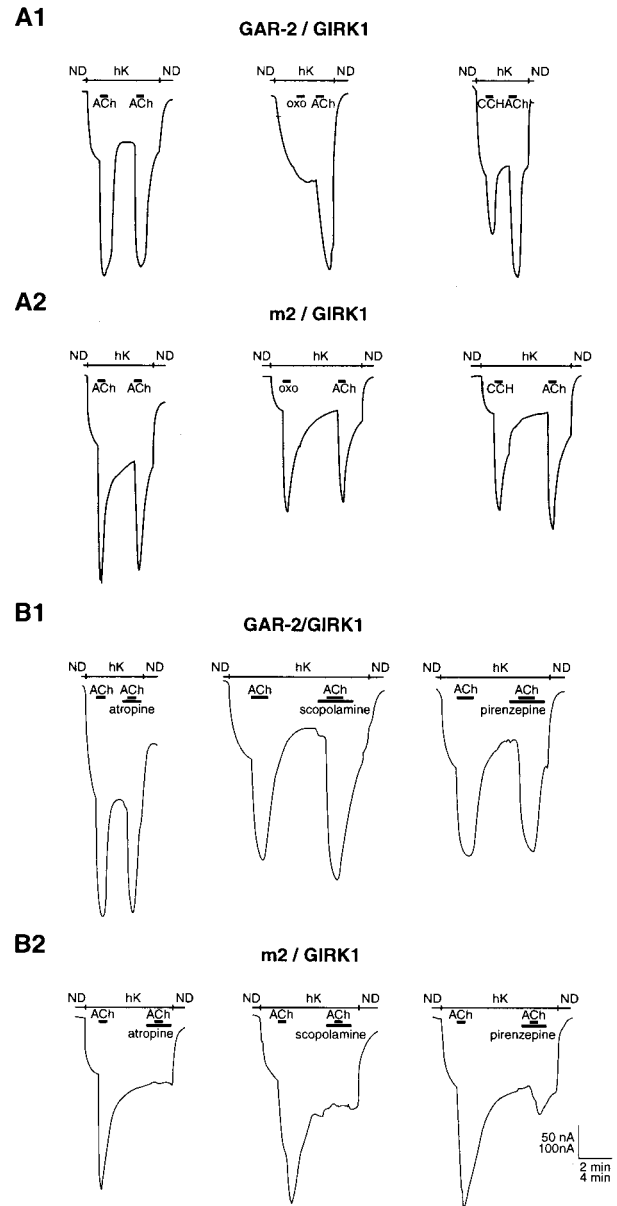 A1
GAR-2 / GIRK1
ND hK ND ND hK ND ND hK ND
ACh ACh oxo ACh CCH ACh
A2
m2 / GIRK1
ND hK ND ND hK ND ND hK ND
ACh ACh oxo ACh CCH ACh
B1
GAR-2/GIRK1
ND hK ND ND hK ND ND hK ND
ACh ACh ACh ACh ACh ACh
atropine scopolamine pirenzepine
B2
m2 / GIRK1
ND hK ND ND hK ND ND hK ND
ACh ACh ACh ACh ACh ACh
atropine scopolamine pirenzepine
50 nA
100nA
2 min
4 min